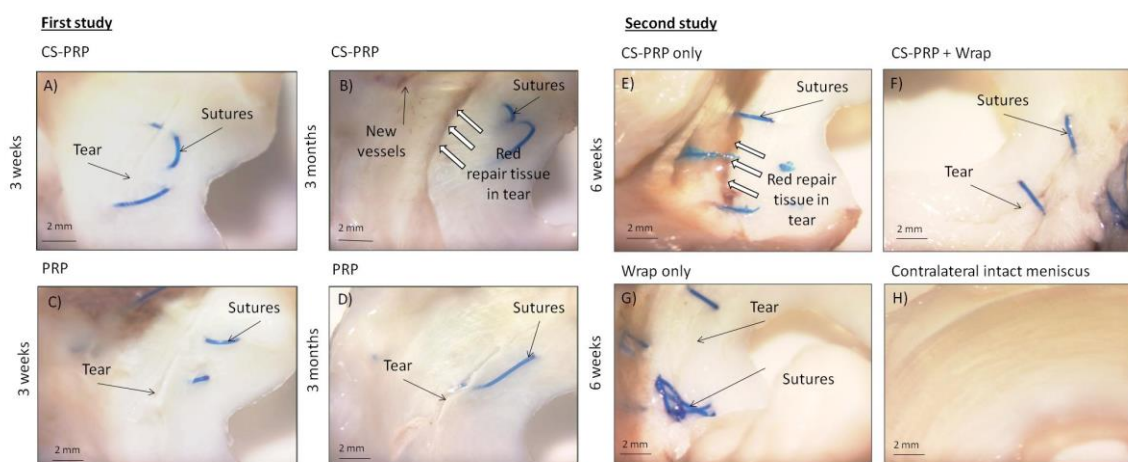 First study
CS-PRP
A)
Sutures
Tear
2 mm
3 weeks
CS-PRP
B)
Sutures
New
vessels
Red
repair tissue
in tear
2 mm
3 months
PRP
C)
Sutures
Tear
2 mm
3 weeks
PRP
D)
Sutures
Tear
2 mm
3 months
Second study
CS-PRP only
E)
Sutures
Red repair
tissue in
tear
2 mm
6 weeks
CS-PRP + Wrap
F)
Sutures
Tear
2 mm
Wrap only
G)
Tear
Sutures
2 mm
6 weeks
Contralateral intact meniscus
H)
2 mm